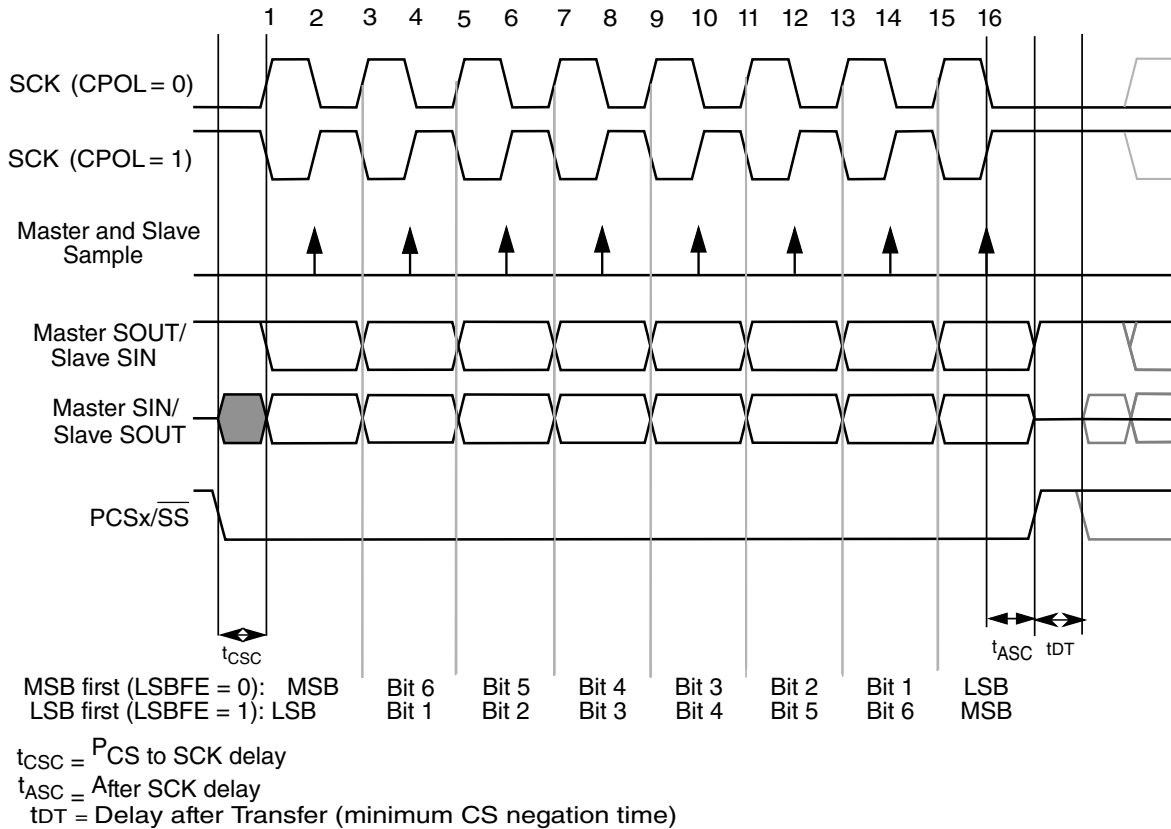 1 2 3 4 5 6 7 8 9 10 11 12 13 14 15 16
SCK (CPOL = 0)
SCK (CPOL = 1)
Master and Slave
Sample
Master SOUT/
Slave SIN
Master SIN/
Slave SOUT
PCSx/SS
tCSC tASC tDT
MSB first (LSBFE = 0): MSB Bit 6 Bit 5 Bit 4 Bit 3 Bit 2 Bit 1 LSB
LSB first (LSBFE = 1): LSB Bit 1 Bit 2 Bit 3 Bit 4 Bit 5 Bit 6 MSB
tCSC = PCS to SCK delay
tASC = After SCK delay
tDT = Delay after Transfer (minimum CS negation time)